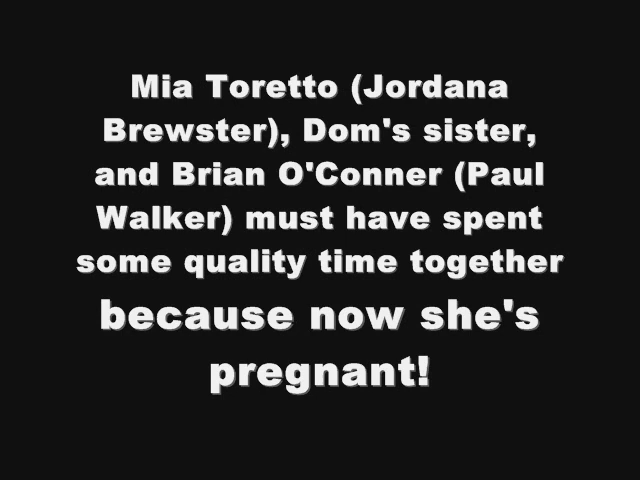 Mia Toretto (Jordana
Brewster), Dom's sister,
and Brian O'Conner (Paul
Walker) must have spent
some quality time together
because now she's
pregnant!